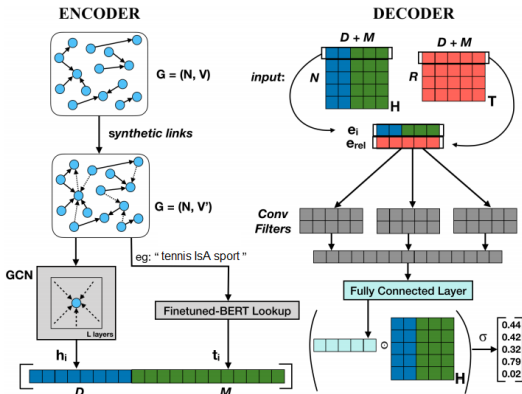 ENCODER
G = (N, V)
synthetic links
G = (N, V')
eg: “ tennis IsA sport ”
GCN
L layers
Finetuned-BERT Lookup
hi
ti
D
M
DECODER
D + M
D + M
input:
N
R
H
T
ei
erel
Conv
Filters
Fully Connected Layer
⊙
H
σ
0.44
0.42
0.32
0.79
0.02